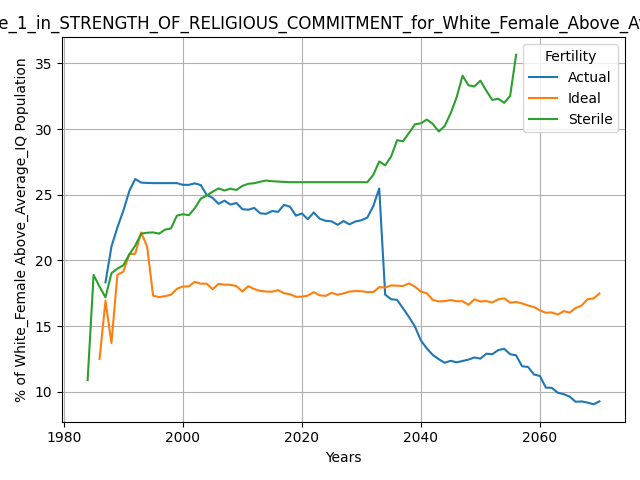 e_1_in_STRENGTH_OF_RELIGIOUS_COMMITMENT_for_White_Female_Above_A
% of White_Female Above_Average_IQ Population
35
30
25
20
15
10
Fertility
Actual
Ideal
Sterile
1980 2000 2020 2040 2060
Years